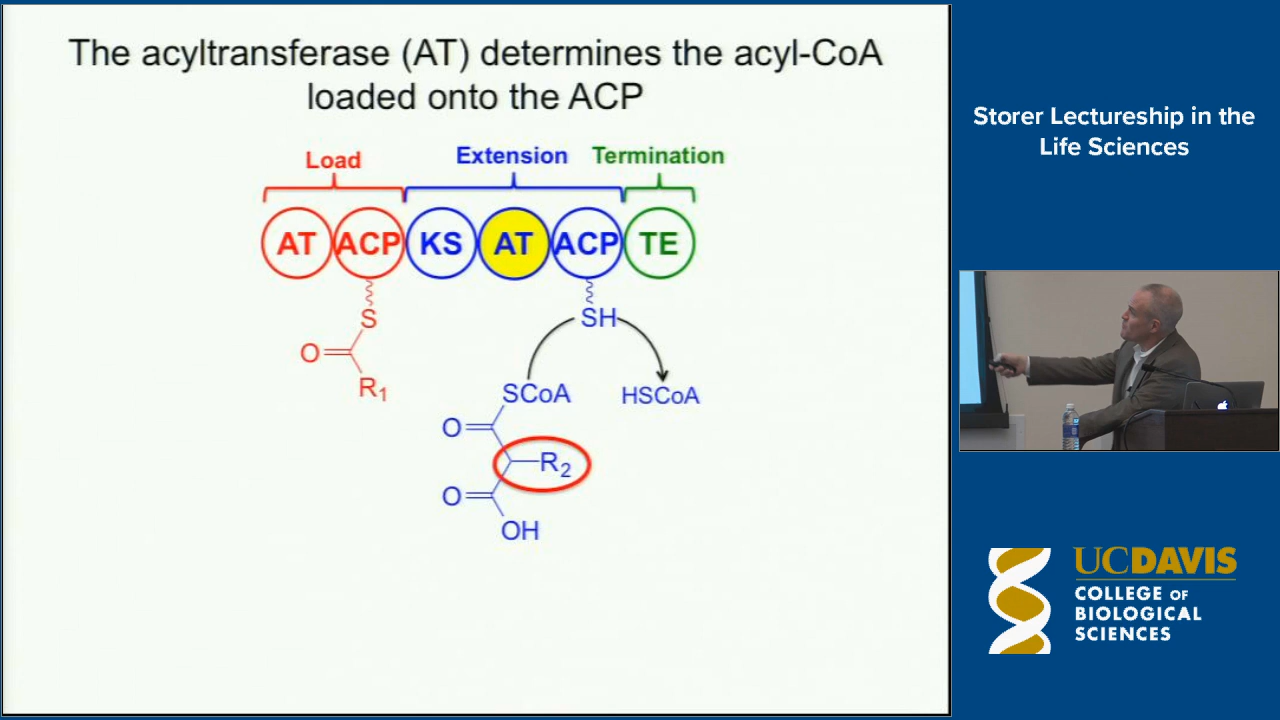 The acyltransferase (AT) determines the acyl-CoA
loaded onto the ACP
Load
Extension
Termination
AT
ACP
KS
AT
ACP
TE
S
O
R1
SH
SCoA
HSCoA
O
R2
O
OH
Storer Lectureship in the
Life Sciences
UCDAVIS
COLLEGE OF
BIOLOGICAL
SCIENCES